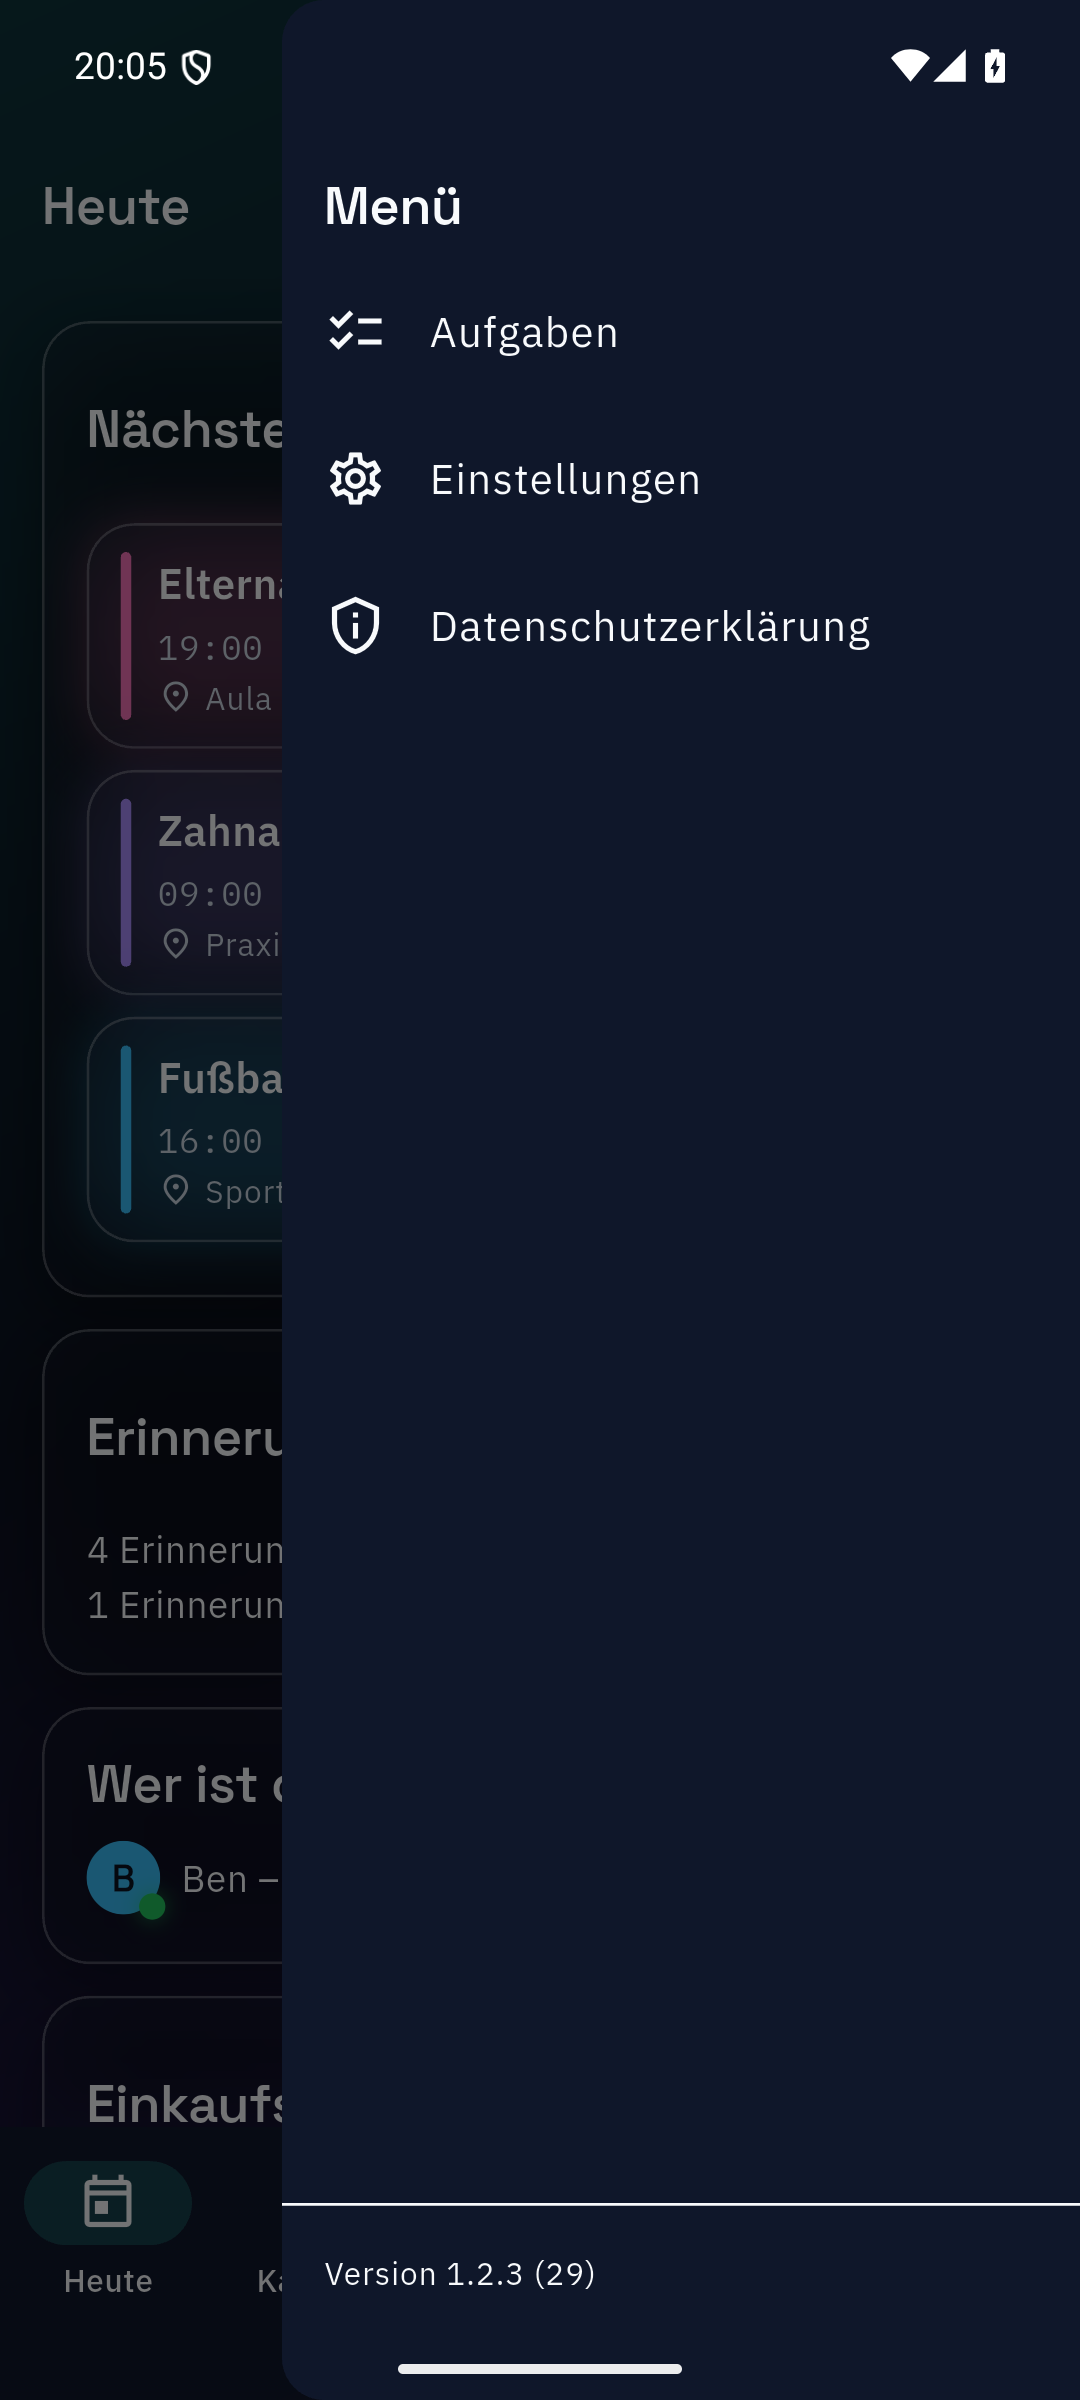 20:05
Heute
Menü
Aufgaben
Einstellungen
Datenschutzerklärung
Nächste
Elterna
19:00
Aula
Zahna
09:00
Praxi
Fußba
16:00
Sport
Erinneru
4 Erinnerun
1 Erinnerun
Wer ist d
B
Ben –
Einkaufs
Heute
Ka
Version 1.2.3 (29)